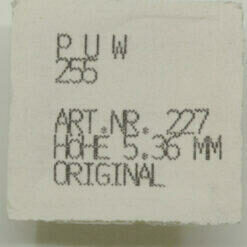 P U W
255
ART.NR. 227
HÖHE 5.36 MM
ORIGINAL